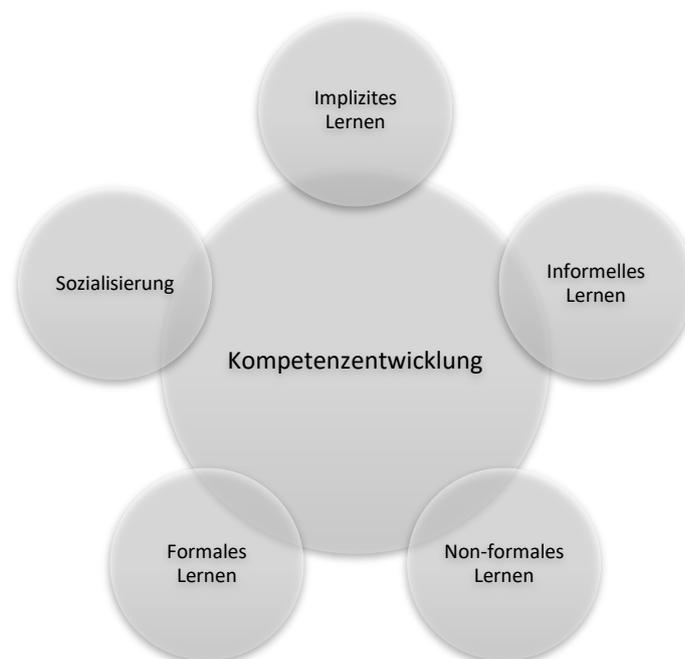 Implizites
Lernen
Sozialisierung
Informelles
Lernen
Kompetenzentwicklung
Formales
Lernen
Non-formales
Lernen